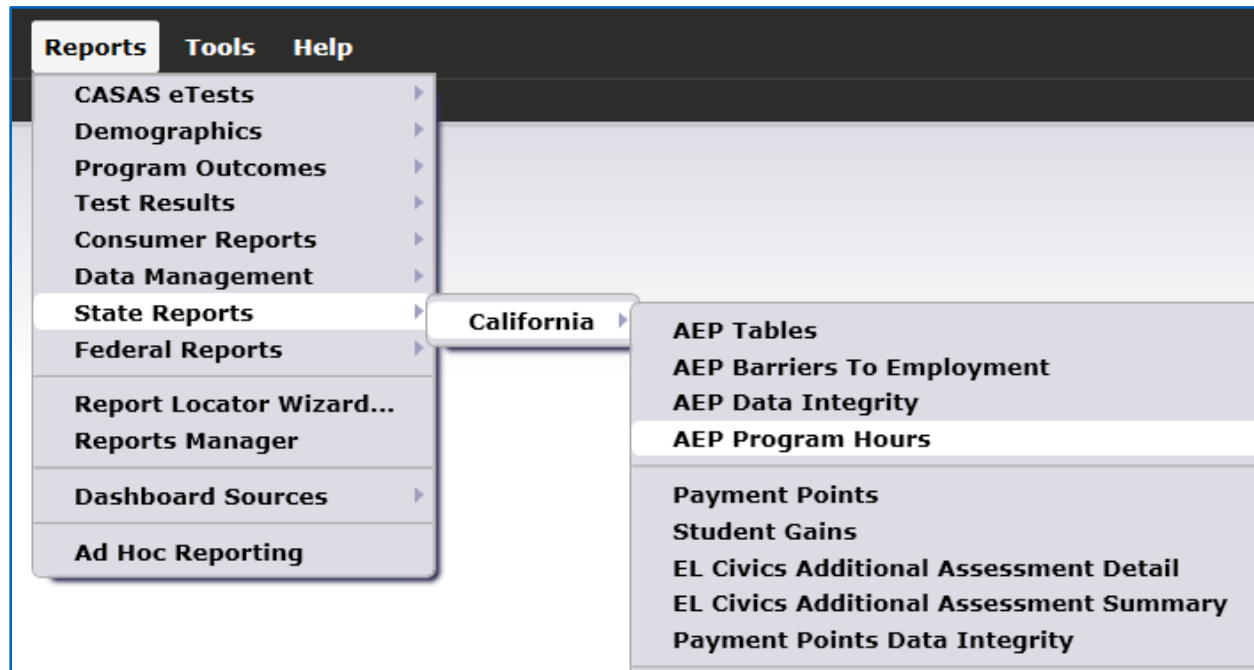 Reports Tools Help
CASAS eTests
Demographics
Program Outcomes
Test Results
Consumer Reports
Data Management
State Reports
Federal Reports
Report Locator Wizard...
Reports Manager
Dashboard Sources
Ad Hoc Reporting
California
AEP Tables
AEP Barriers To Employment
AEP Data Integrity
AEP Program Hours
Payment Points
Student Gains
EL Civics Additional Assessment Detail
EL Civics Additional Assessment Summary
Payment Points Data Integrity